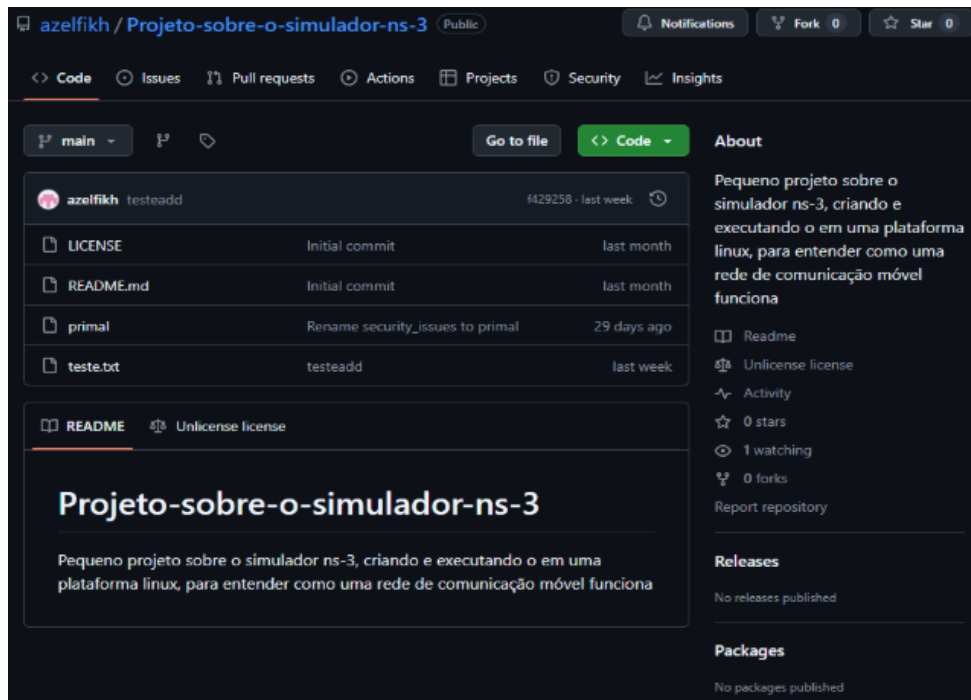 azelfikh / Projeto-sobre-o-simulador-ns-3 Public Notifications Fork 0 Star 0
Code Issues Pull requests Actions Projects Security Insights
main Go to file Code
azelfikh testeadd f429258 · last week
LICENSE Initial commit last month
README.md Initial commit last month
primal Rename security_issues to primal 29 days ago
teste.txt testeadd last week
README Unlicense license
Projeto-sobre-o-simulador-ns-3
Pequeno projeto sobre o simulador ns-3, criando e executando o em uma
plataforma linux, para entender como uma rede de comunicação móvel funciona
About
Pequeno projeto sobre o
simulador ns-3, criando e
executando o em uma plataforma
linux, para entender como uma
rede de comunicação móvel
funciona
Readme
Unlicense license
Activity
0 stars
1 watching
0 forks
Report repository
Releases
No releases published
Packages
No packages published